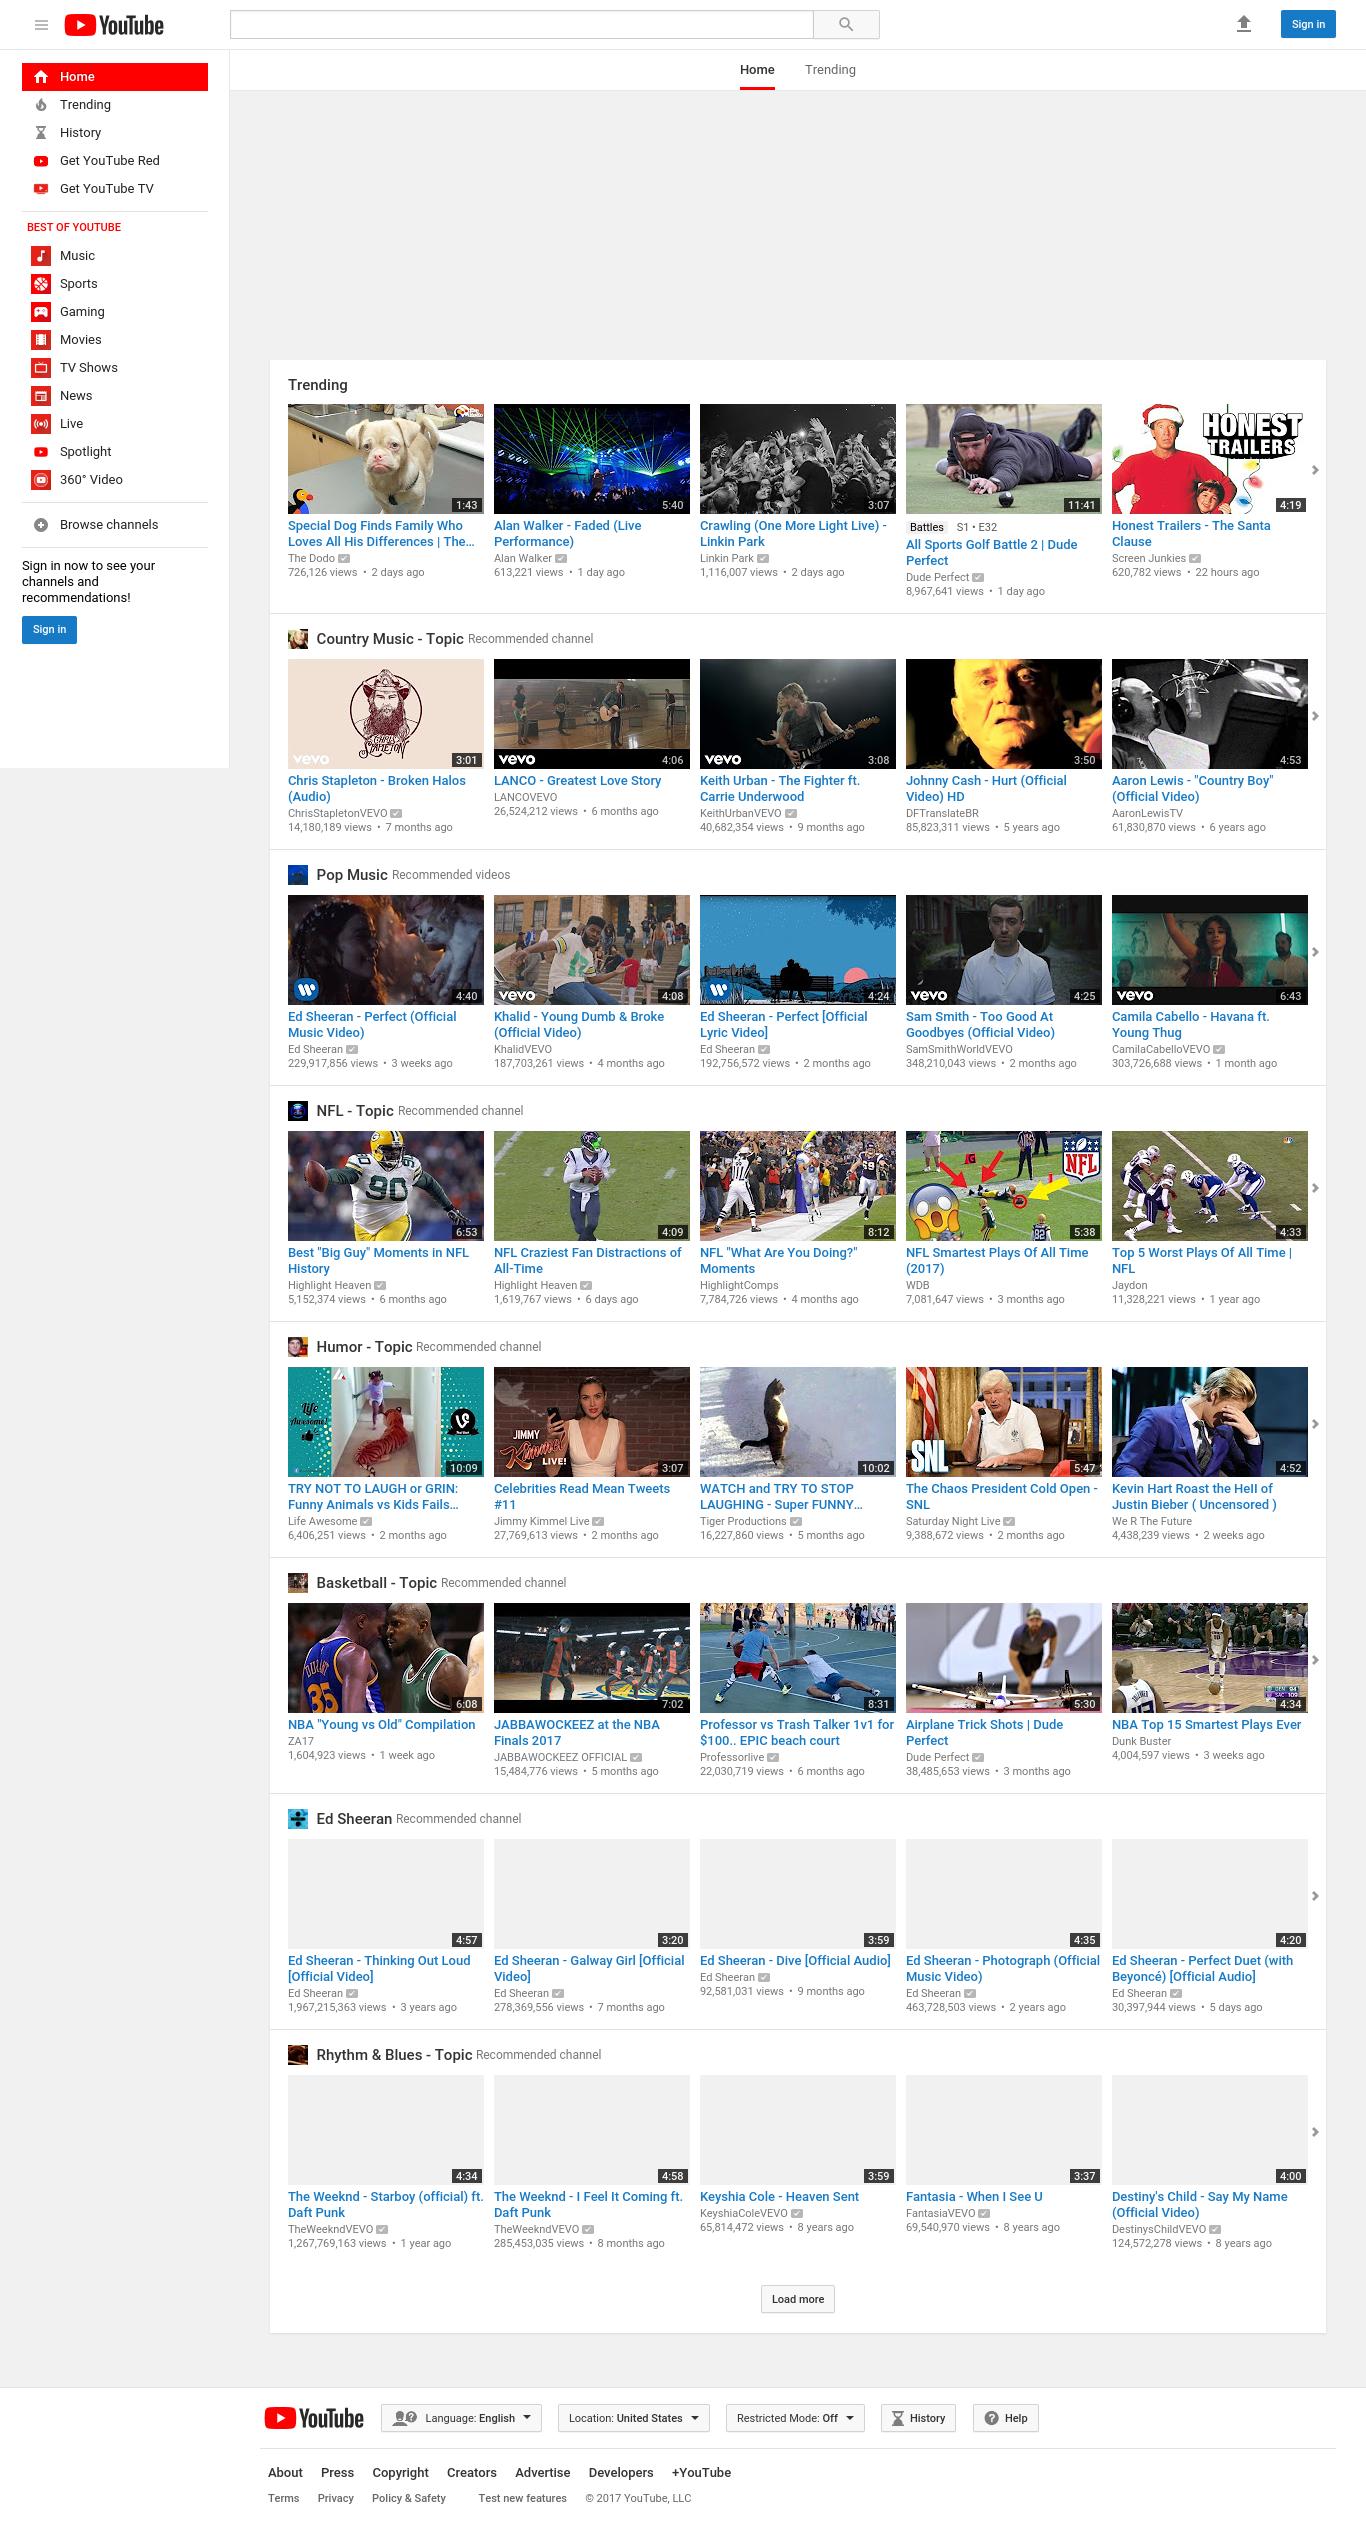 YouTube
Sign in
Home
Trending
History
Get YouTube Red
Get YouTube TV
BEST OF YOUTUBE
Music
Sports
Gaming
Movies
TV Shows
News
Live
Spotlight
360° Video
Browse channels
Sign in now to see your
channels and
recommendations!
Sign in
Home Trending
Trending
HONEST
TRAILERS
1:43 5:40 3:07 11:41 4:19
Special Dog Finds Family Who
Loves All His Differences | The...
The Dodo
726,126 views • 2 days ago
Alan Walker - Faded (Live
Performance)
Alan Walker
613,221 views • 1 day ago
Crawling (One More Light Live) -
Linkin Park
Linkin Park
1,116,007 views • 2 days ago
Battles S1 • E32
All Sports Golf Battle 2 | Dude
Perfect
Dude Perfect
8,967,641 views • 1 day ago
Honest Trailers - The Santa
Clause
Screen Junkies
620,782 views • 22 hours ago
Country Music - Topic Recommended channel
CHRIS
STAPLETON
vevo 3:01 vevo 4:06 vevo 3:08 3:50 4:53
Chris Stapleton - Broken Halos
(Audio)
ChrisStapletonVEVO
14,180,189 views • 7 months ago
LANCO - Greatest Love Story
LANCOVEVO
26,524,212 views • 6 months ago
Keith Urban - The Fighter ft.
Carrie Underwood
KeithUrbanVEVO
40,682,354 views • 9 months ago
Johnny Cash - Hurt (Official
Video) HD
DFTranslateBR
85,823,311 views • 5 years ago
Aaron Lewis - "Country Boy"
(Official Video)
AaronLewisTV
61,830,870 views • 6 years ago
Pop Music Recommended videos
4:40 vevo 4:08 4:24 vevo 4:25 vevo 6:43
Ed Sheeran - Perfect (Official
Music Video)
Ed Sheeran
229,917,856 views • 3 weeks ago
Khalid - Young Dumb & Broke
(Official Video)
KhalidVEVO
187,703,261 views • 4 months ago
Ed Sheeran - Perfect [Official
Lyric Video]
Ed Sheeran
192,756,572 views • 2 months ago
Sam Smith - Too Good At
Goodbyes (Official Video)
SamSmithWorldVEVO
348,210,043 views • 2 months ago
Camila Cabello - Havana ft.
Young Thug
CamilaCabelloVEVO
303,726,688 views • 1 month ago
NFL - Topic Recommended channel
90
59
NFL
82
6:53 4:09 8:12 5:38 4:33
Best "Big Guy" Moments in NFL
History
Highlight Heaven
5,152,374 views • 6 months ago
NFL Craziest Fan Distractions of
All-Time
Highlight Heaven
1,619,767 views • 6 days ago
NFL "What Are You Doing?"
Moments
HighlightComps
7,784,726 views • 4 months ago
NFL Smartest Plays Of All Time
(2017)
WDB
7,081,647 views • 3 months ago
Top 5 Worst Plays Of All Time |
NFL
Jaydon
11,328,221 views • 1 year ago
Humor - Topic Recommended channel
Life
Awesome!
JIMMY
Kimmel
LIVE!
SNL
10:09 3:07 10:02 5:47 4:52
TRY NOT TO LAUGH or GRIN:
Funny Animals vs Kids Fails...
Life Awesome
6,406,251 views • 2 months ago
Celebrities Read Mean Tweets
#11
Jimmy Kimmel Live
27,769,613 views • 2 months ago
WATCH and TRY TO STOP
LAUGHING - Super FUNNY...
Tiger Productions
16,227,860 views • 5 months ago
The Chaos President Cold Open -
SNL
Saturday Night Live
9,388,672 views • 2 months ago
Kevin Hart Roast the Hell of
Justin Bieber ( Uncensored )
We R The Future
4,438,239 views • 2 weeks ago
Basketball - Topic Recommended channel
DURANT
35
DEN 94
SAC 109
6:08 7:02 8:31 5:30 4:34
NBA "Young vs Old" Compilation
ZA17
1,604,923 views • 1 week ago
JABBAWOCKEEZ at the NBA
Finals 2017
JABBAWOCKEEZ OFFICIAL
15,484,776 views • 5 months ago
Professor vs Trash Talker 1v1 for
$100.. EPIC beach court
Professorlive
22,030,719 views • 6 months ago
Airplane Trick Shots | Dude
Perfect
Dude Perfect
38,485,653 views • 3 months ago
NBA Top 15 Smartest Plays Ever
Dunk Buster
4,004,597 views • 3 weeks ago
Ed Sheeran Recommended channel
4:57 3:20 3:59 4:35 4:20
Ed Sheeran - Thinking Out Loud
[Official Video]
Ed Sheeran
1,967,215,363 views • 3 years ago
Ed Sheeran - Galway Girl [Official
Video]
Ed Sheeran
278,369,556 views • 7 months ago
Ed Sheeran - Dive [Official Audio]
Ed Sheeran
92,581,031 views • 9 months ago
Ed Sheeran - Photograph (Official
Music Video)
Ed Sheeran
463,728,503 views • 2 years ago
Ed Sheeran - Perfect Duet (with
Beyoncé) [Official Audio]
Ed Sheeran
30,397,944 views • 5 days ago
Rhythm & Blues - Topic Recommended channel
4:34 4:58 3:59 3:37 4:00
The Weeknd - Starboy (official) ft.
Daft Punk
TheWeekndVEVO
1,267,769,163 views • 1 year ago
The Weeknd - I Feel It Coming ft.
Daft Punk
TheWeekndVEVO
285,453,035 views • 8 months ago
Keyshia Cole - Heaven Sent
KeyshiaColeVEVO
65,814,472 views • 8 years ago
Fantasia - When I See U
FantasiaVEVO
69,540,970 views • 8 years ago
Destiny's Child - Say My Name
(Official Video)
DestinysChildVEVO
124,572,278 views • 8 years ago
Load more
YouTube Language: English Location: United States Restricted Mode: Off History Help
About Press Copyright Creators Advertise Developers +YouTube
Terms Privacy Policy & Safety Test new features © 2017 YouTube, LLC